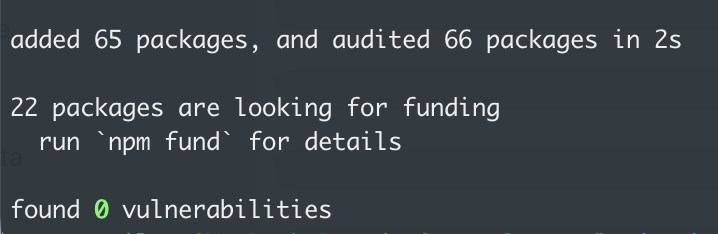 added 65 packages, and audited 66 packages in 2s
22 packages are looking for funding
run `npm fund` for details
found 0 vulnerabilities